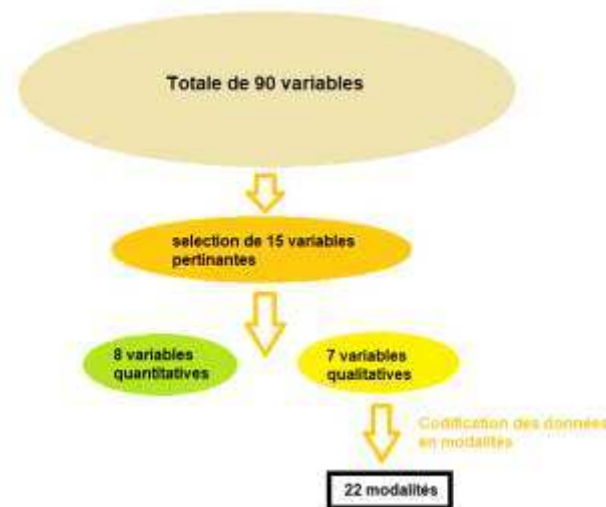 Totale de 90 variables
selection de 15 variables
pertinantes
8 variables
quantitatives
7 variables
qualitatives
Codification des données
en modalités
22 modalités